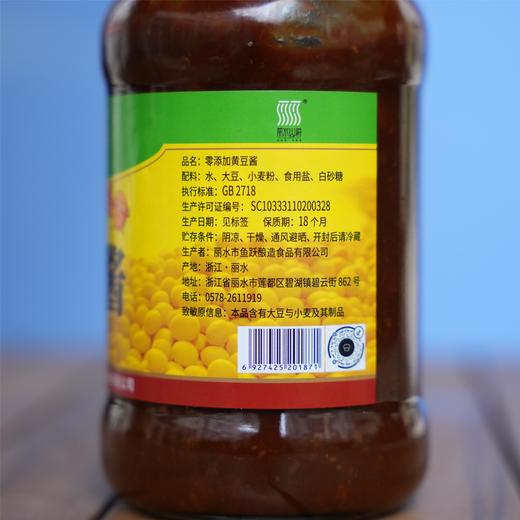 丽水山耕
®
品名：零添加黄豆酱
配料：水、大豆、小麦粉、食用盐、白砂糖
执行标准：GB 2718
生产许可证编号： SC10333110200328
生产日期：见标签 保质期：18个月
贮存条件：阴凉、干燥、通风避晒、开封后请冷藏
生产者：丽水市鱼跃酿造食品有限公司
产地：浙江·丽水
地址：浙江省丽水市莲都区碧湖镇碧云街 862 号
电话：0578-2611919
致敏原信息：本品含有大豆与小麦及其制品
6 927425 201871
酱